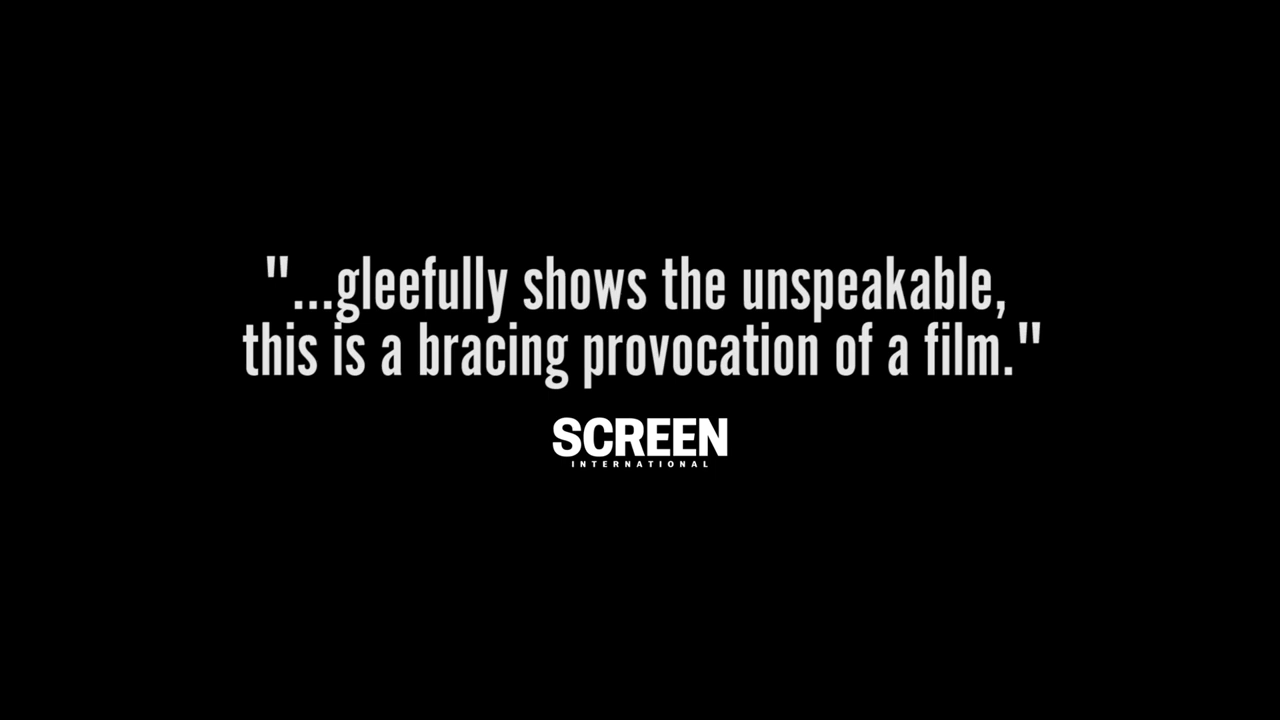 "...gleefully shows the unspeakable,
this is a bracing provocation of a film."
SCREEN
INTERNATIONAL